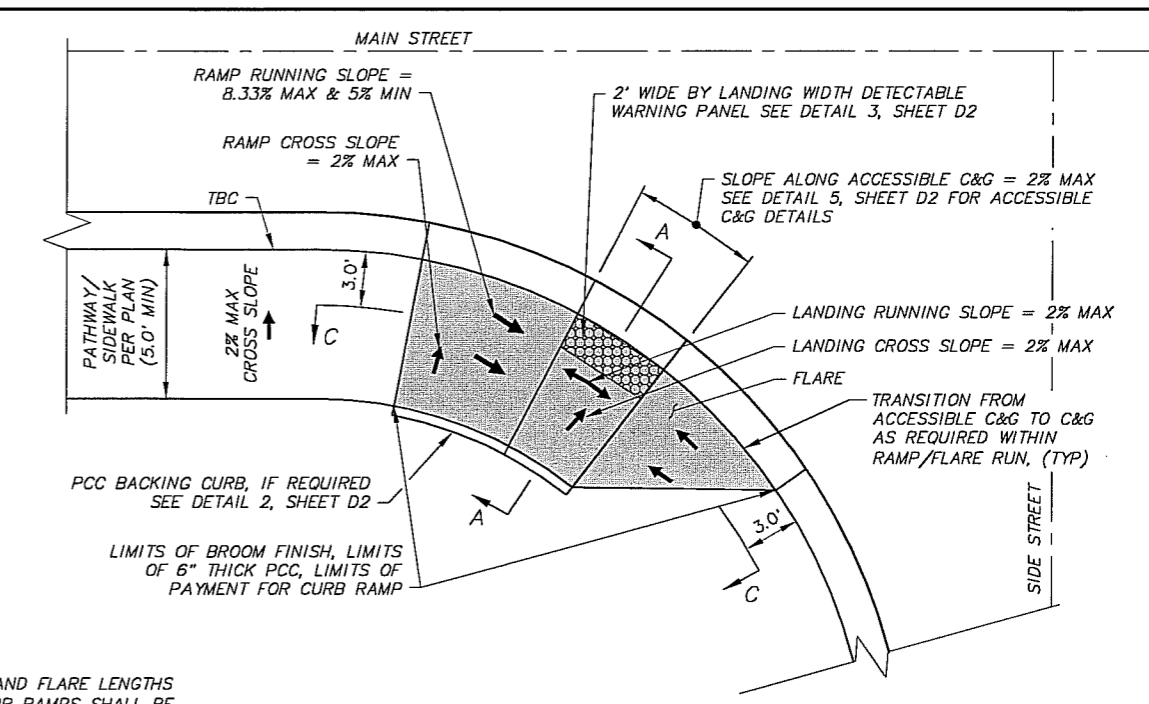 MAIN STREET
RAMP RUNNING SLOPE =
8.33% MAX & 5% MIN
2' WIDE BY LANDING WIDTH DETECTABLE
WARNING PANEL SEE DETAIL 3, SHEET D2
RAMP CROSS SLOPE
= 2% MAX
SLOPE ALONG ACCESSIBLE C&G = 2% MAX
SEE DETAIL 5, SHEET D2 FOR ACCESSIBLE
C&G DETAILS
TBC
A
3.0'
PATHWAY/
SIDEWALK
PER PLAN
(5.0' MIN)
2% MAX
CROSS SLOPE
C
LANDING RUNNING SLOPE = 2% MAX
LANDING CROSS SLOPE = 2% MAX
FLARE
TRANSITION FROM
ACCESSIBLE C&G TO C&G
AS REQUIRED WITHIN
RAMP/FLARE RUN, (TYP)
PCC BACKING CURB, IF REQUIRED
SEE DETAIL 2, SHEET D2
A
3.0'
LIMITS OF BROOM FINISH, LIMITS
OF 6" THICK PCC, LIMITS OF
PAYMENT FOR CURB RAMP
C
SIDE STREET
AND FLARE LENGTHS
RAMPS SHALL BE